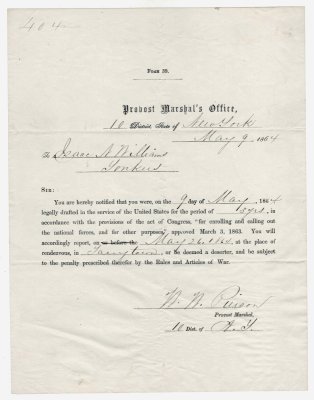 404
FORM 39.
Provost Marshal's Office,
10 District, State of New York
May 9, 1864
To Isaac N Williams
Yonkers
SIR:
You are hereby notified that you were, on the 9 day of May, 1864
legally drafted in the service of the United States for the period of 3 yrs, in
accordance with the provisions of the act of Congress, "for enrolling and calling out
the national forces, and for other purposes," approved March 3, 1863. You will
accordingly report, on or before the May 26, 1864, at the place of
rendezvous, in Tarrytown, or be deemed a deserter, and be subject to
the penalty prescribed therefor by the Rules and Articles of War.
W. W. Pierson
Provost Marshal,
10 Dist. of N. Y.